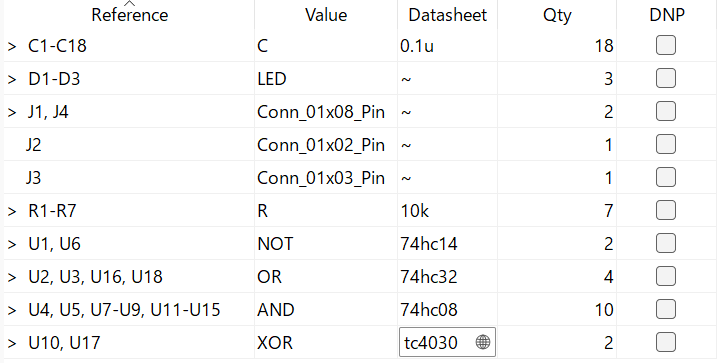 Reference Value Datasheet Qty DNP
> C1-C18 C 0.1u 18
> D1-D3 LED ~ 3
> J1, J4 Conn_01x08_Pin ~ 2
J2 Conn_01x02_Pin ~ 1
J3 Conn_01x03_Pin ~ 1
> R1-R7 R 10k 7
> U1, U6 NOT 74hc14 2
> U2, U3, U16, U18 OR 74hc32 4
> U4, U5, U7-U9, U11-U15 AND 74hc08 10
> U10, U17 XOR tc4030 2